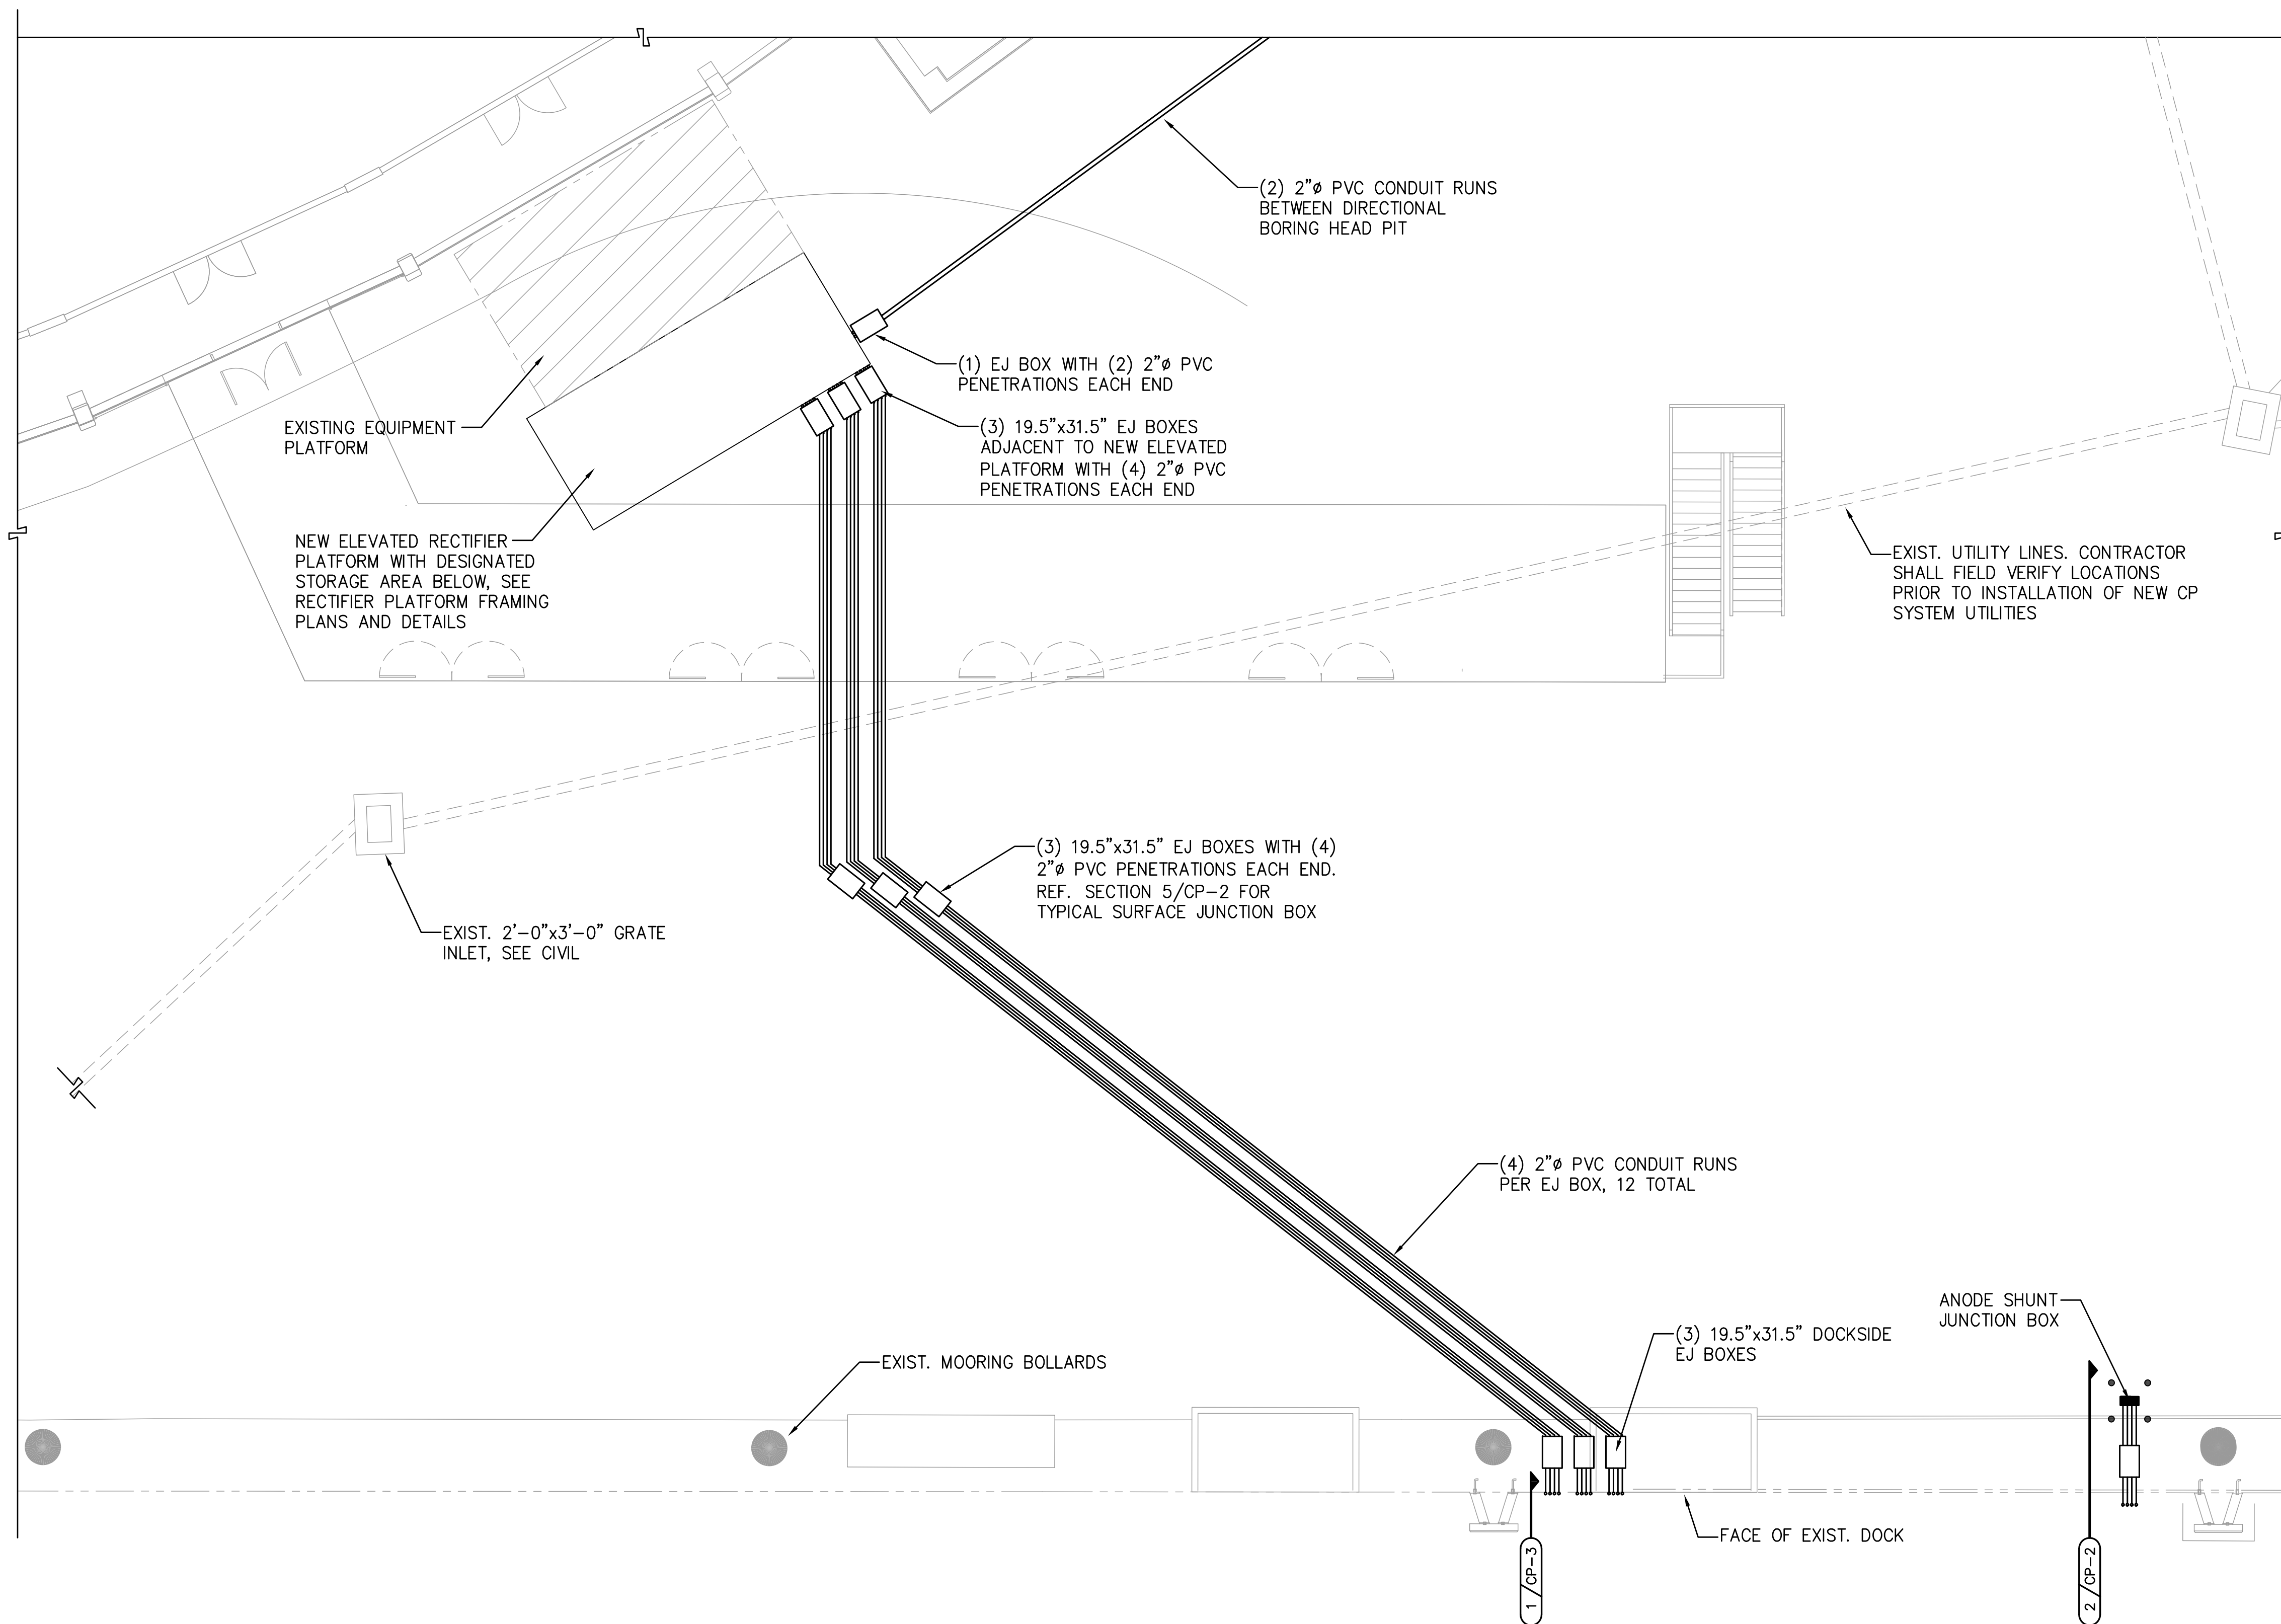 (2) 2"ø PVC CONDUIT RUNS
BETWEEN DIRECTIONAL
BORING HEAD PIT
(1) EJ BOX WITH (2) 2"ø PVC
PENETRATIONS EACH END
EXISTING EQUIPMENT
PLATFORM
(3) 19.5"x31.5" EJ BOXES
ADJACENT TO NEW ELEVATED
PLATFORM WITH (4) 2"ø PVC
PENETRATIONS EACH END
NEW ELEVATED RECTIFIER
PLATFORM WITH DESIGNATED
STORAGE AREA BELOW, SEE
RECTIFIER PLATFORM FRAMING
PLANS AND DETAILS
EXIST. UTILITY LINES. CONTRACTOR
SHALL FIELD VERIFY LOCATIONS
PRIOR TO INSTALLATION OF NEW CP
SYSTEM UTILITIES
(3) 19.5"x31.5" EJ BOXES WITH (4)
2"ø PVC PENETRATIONS EACH END.
REF. SECTION 5/CP-2 FOR
TYPICAL SURFACE JUNCTION BOX
EXIST. 2'-0"x3'-0" GRATE
INLET, SEE CIVIL
(4) 2"ø PVC CONDUIT RUNS
PER EJ BOX, 12 TOTAL
ANODE SHUNT
JUNCTION BOX
(3) 19.5"x31.5" DOCKSIDE
EJ BOXES
EXIST. MOORING BOLLARDS
FACE OF EXIST. DOCK
1 / CP-3
2 / CP-2